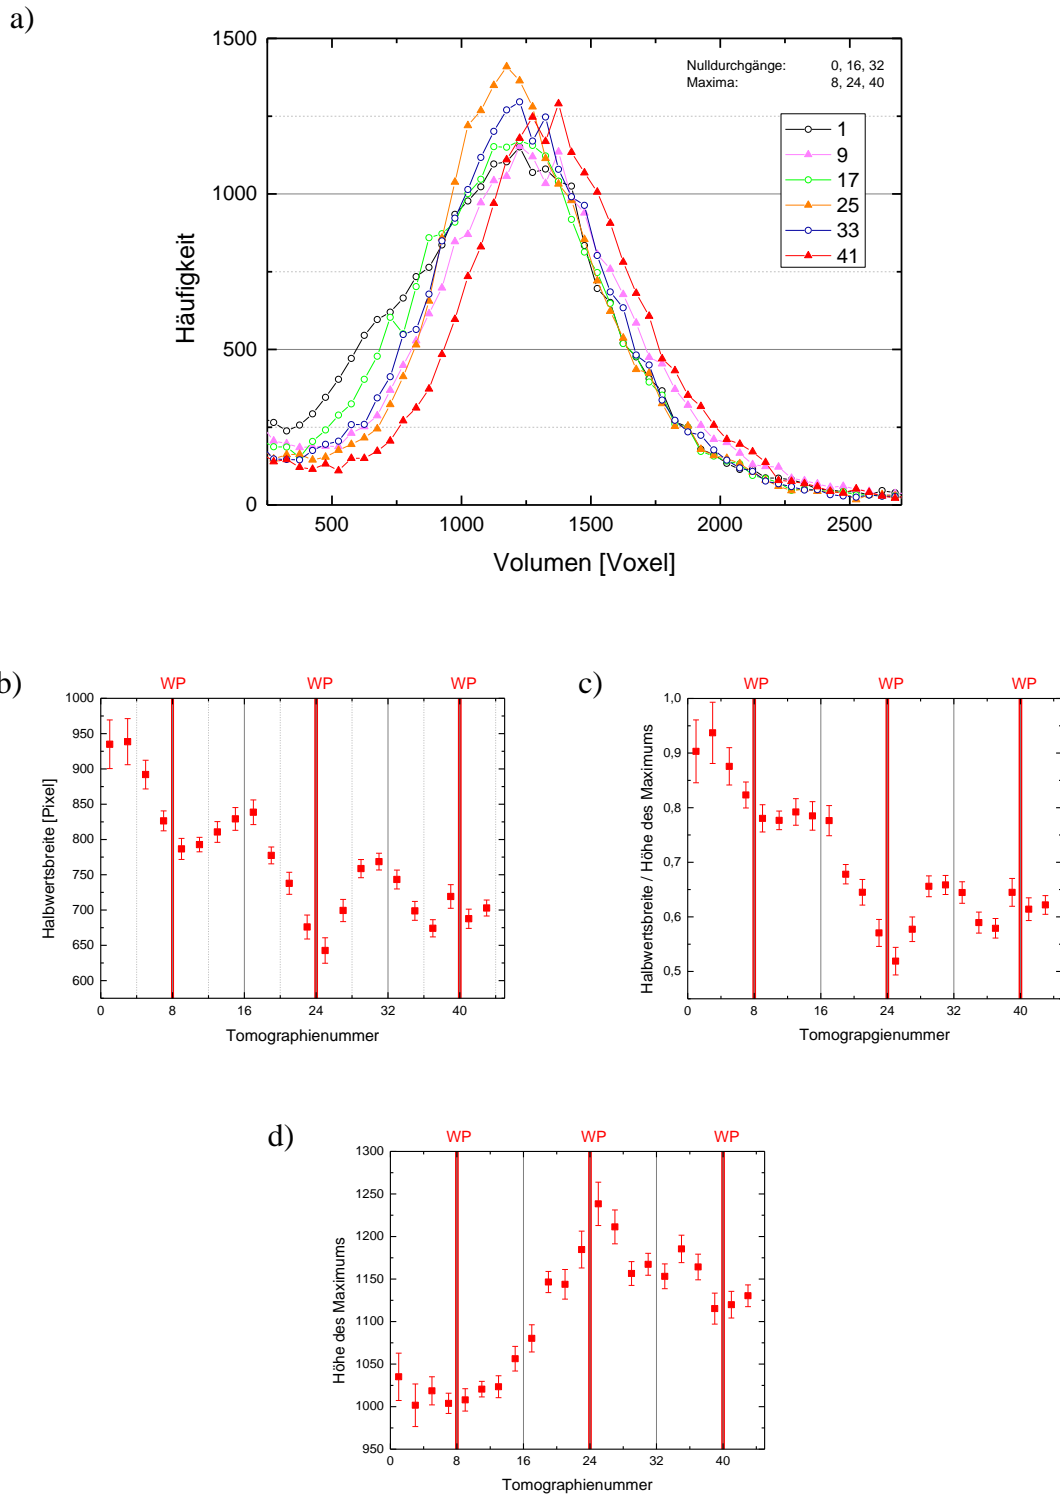 a)
1500
1000
500
0
500
1000
1500
2000
2500
Häufigkeit
Volumen [Voxel]
Nulldurchgänge: 0, 16, 32
Maxima: 8, 24, 40
1
9
17
25
33
41
b)
WP WP WP
1000
950
900
850
800
750
700
650
600
0 8 16 24 32 40
Halbwertsbreite [Pixel]
Tomographienummer
c)
WP WP WP
1,0
0,9
0,8
0,7
0,6
0,5
0 8 16 24 32 40
Halbwertsbreite / Höhe des Maximums
Tomograpgienummer
d)
WP WP WP
1300
1250
1200
1150
1100
1050
1000
950
0 8 16 24 32 40
Höhe des Maximums
Tomographienummer